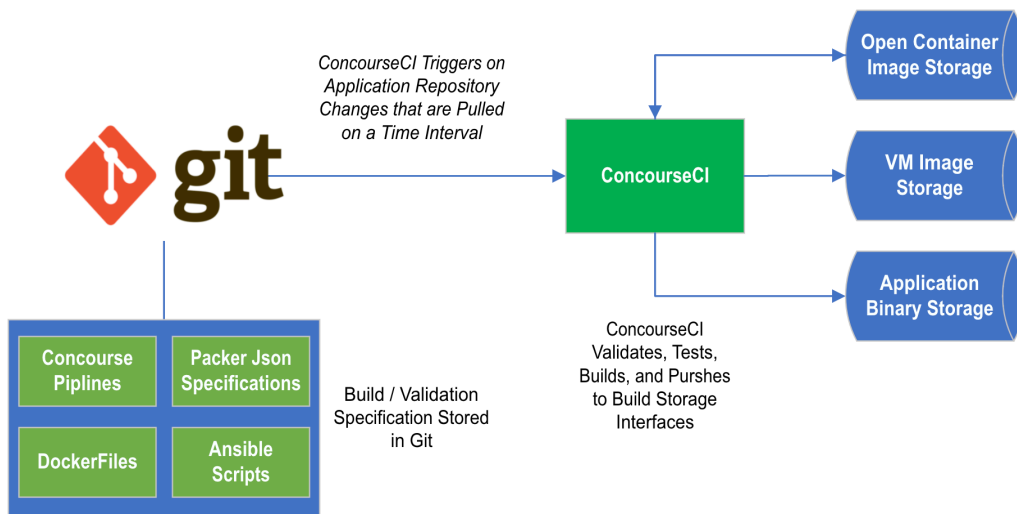 ConcourseCI Triggers on
Application Repository
Changes that are Pulled
on a Time Interval
Open Container
Image Storage
git
ConcourseCI
VM Image
Storage
Application
Binary Storage
Concourse
Piplines
Packer Json
Specifications
DockerFiles
Ansible
Scripts
Build / Validation
Specification Stored
in Git
ConcourseCI
Validates, Tests,
Builds, and Purshes
to Build Storage
Interfaces